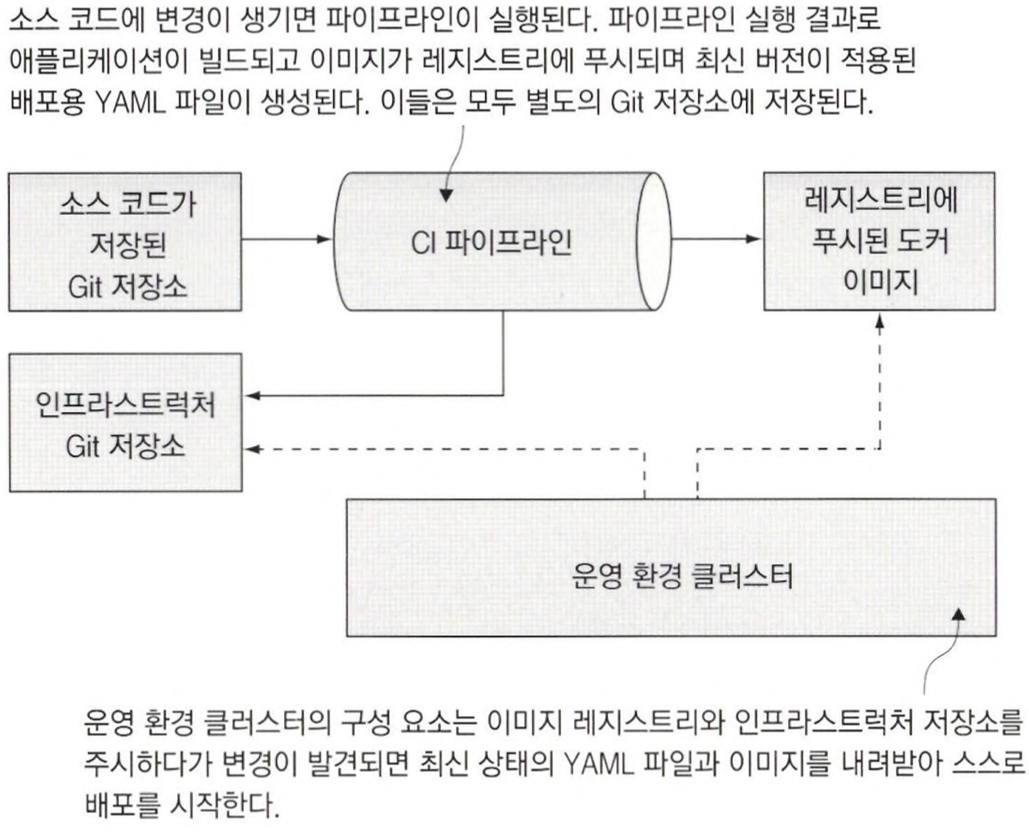 소스 코드에 변경이 생기면 파이프라인이 실행된다. 파이프라인 실행 결과로
애플리케이션이 빌드되고 이미지가 레지스트리에 푸시되며 최신 버전이 적용된
배포용 YAML 파일이 생성된다. 이들은 모두 별도의 Git 저장소에 저장된다.
소스 코드가
저장된
Git 저장소
CI 파이프라인
레지스트리에
푸시된 도커
이미지
인프라스트럭처
Git 저장소
운영 환경 클러스터
운영 환경 클러스터의 구성 요소는 이미지 레지스트리와 인프라스트럭처 저장소를
주시하다가 변경이 발견되면 최신 상태의 YAML 파일과 이미지를 내려받아 스스로
배포를 시작한다.